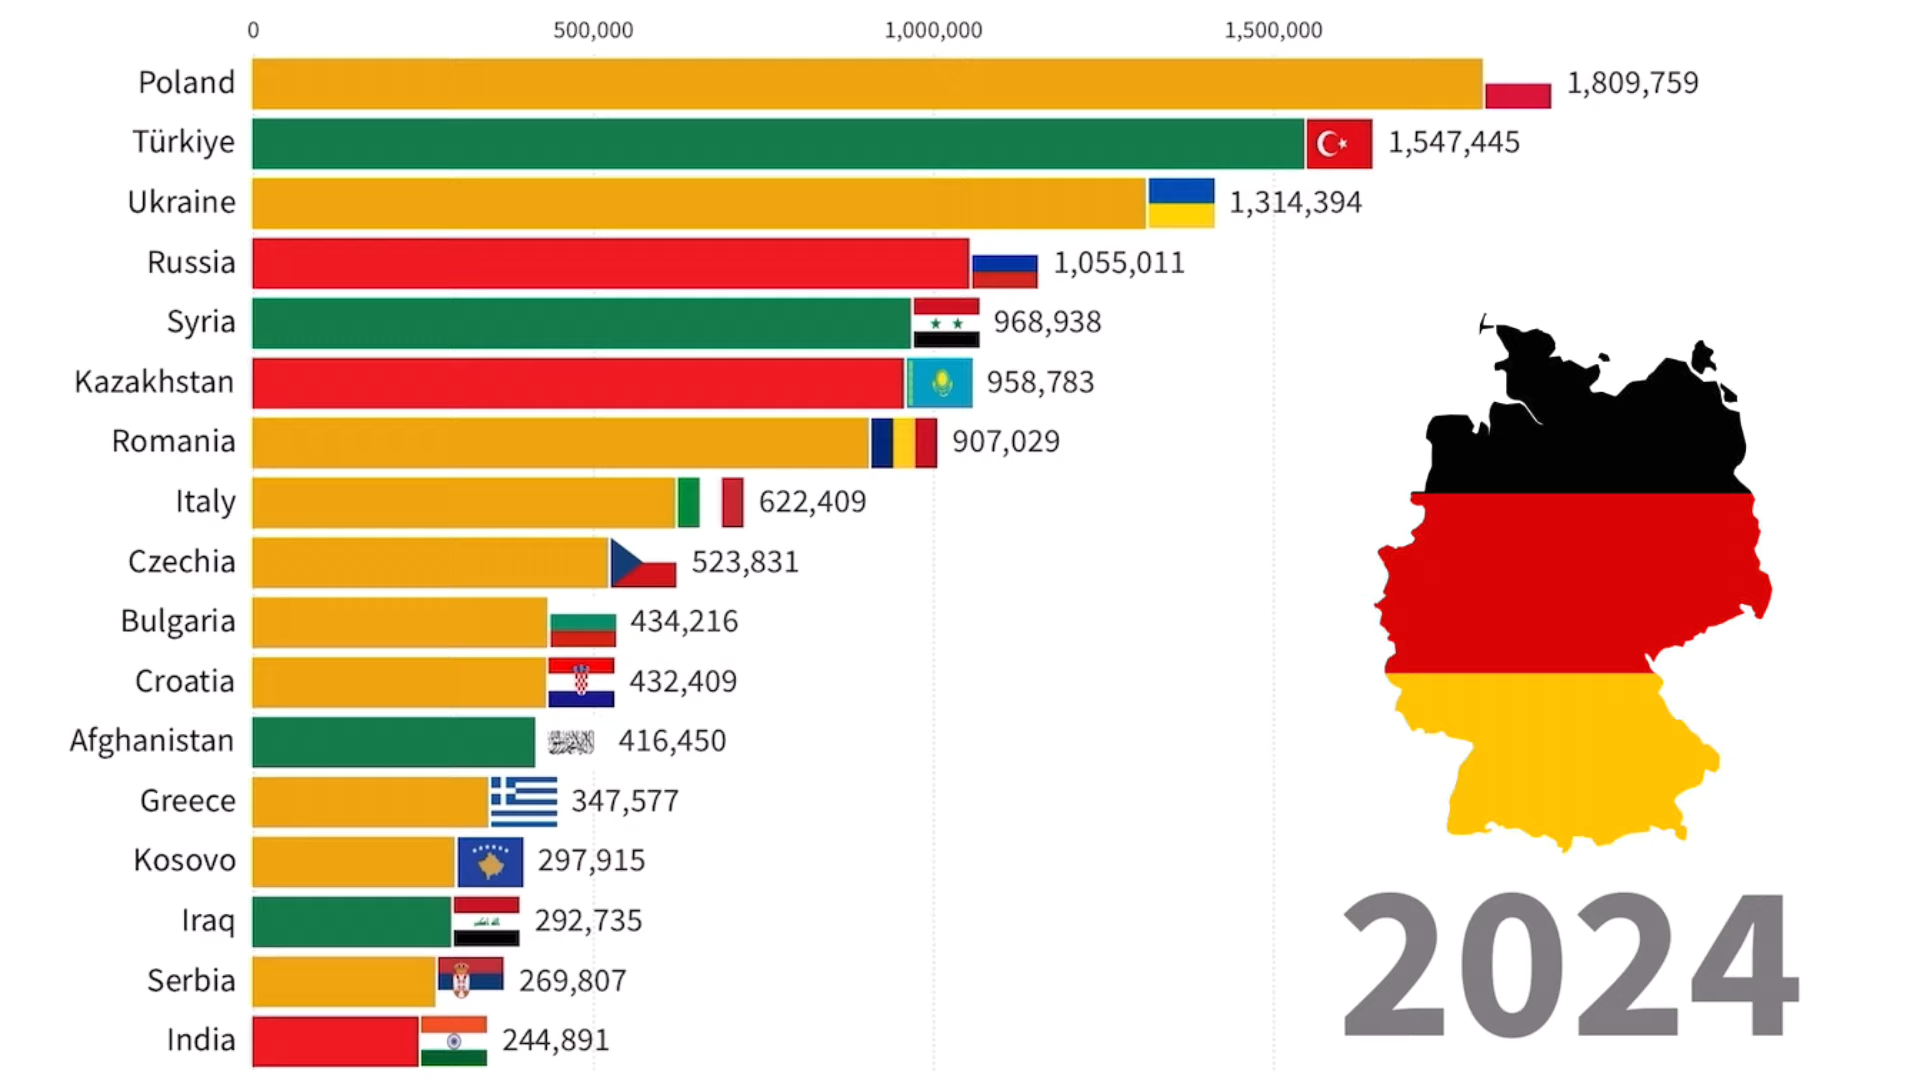 0 500,000 1,000,000 1,500,000
Poland 1,809,759
Türkiye 1,547,445
Ukraine 1,314,394
Russia 1,055,011
Syria 968,938
Kazakhstan 958,783
Romania 907,029
Italy 622,409
Czechia 523,831
Bulgaria 434,216
Croatia 432,409
Afghanistan 416,450
Greece 347,577
Kosovo 297,915
Iraq 292,735
Serbia 269,807
India 244,891
2024